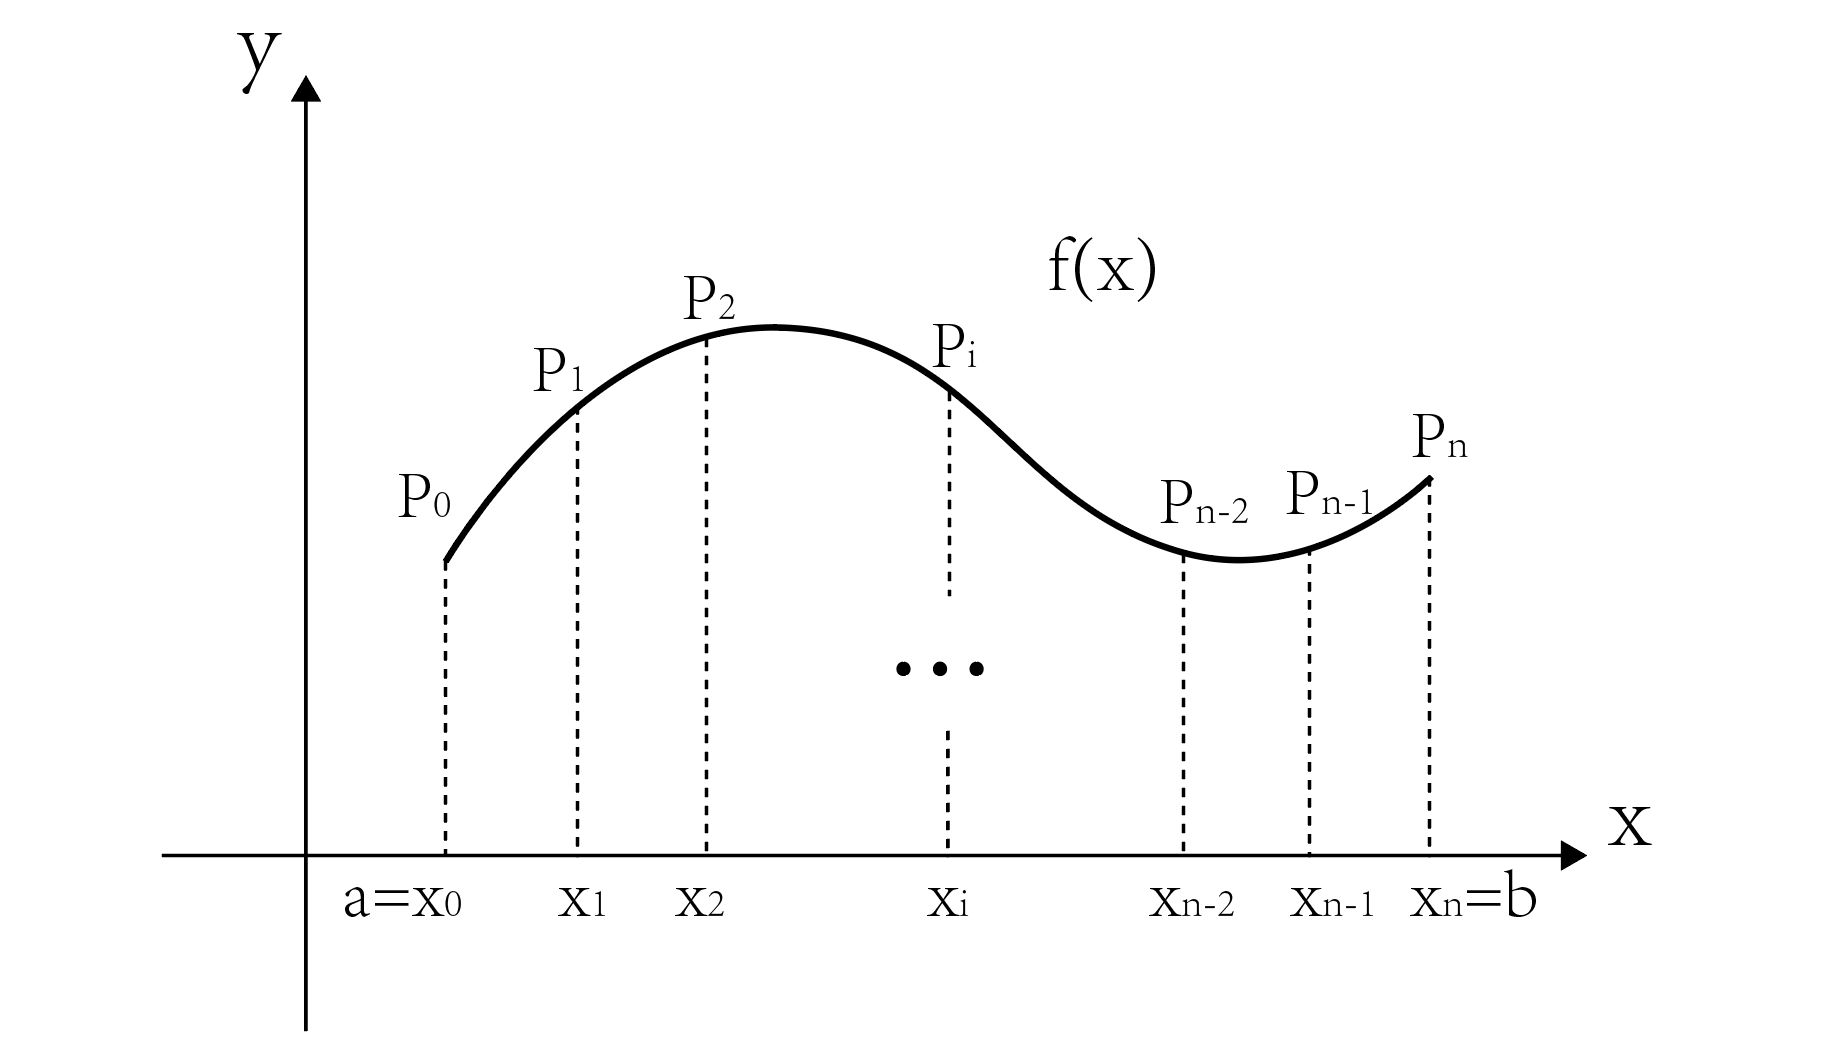 y
f(x)
P₂
Pᵢ
P₁
Pₙ
P₀
Pₙ₋₂
Pₙ₋₁
...
x
a=x₀
x₁
x₂
xᵢ
xₙ₋₂
xₙ₋₁
xₙ=b